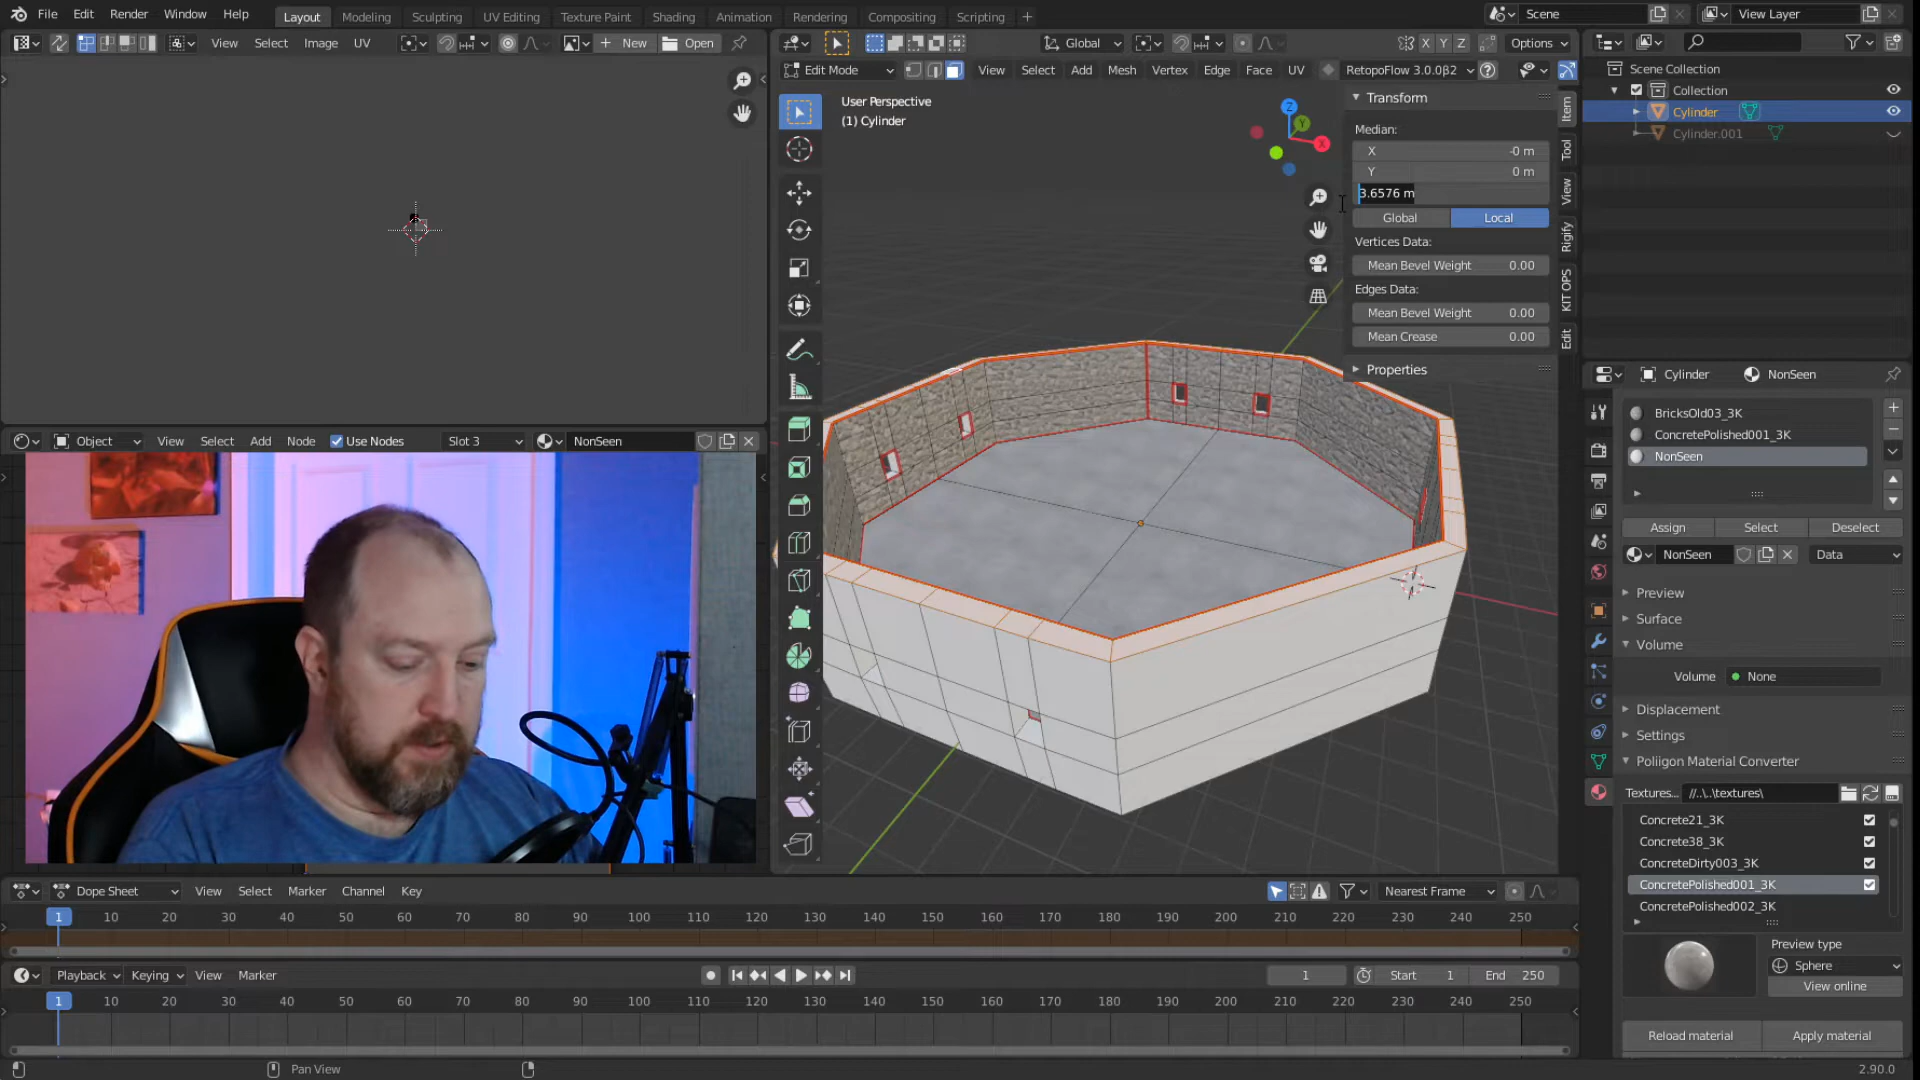 File Edit Render Window Help Layout Modeling Sculpting UV Editing Texture Paint Shading Animation Rendering Compositing Scripting + Scene View Layer
View Select Image UV New Open Global X Y Z Options
Edit Mode View Select Add Mesh Vertex Edge Face UV RetopoFlow 3.0.0β2
User Perspective
(1) Cylinder
Z
Y
X
Transform
Median:
X -0 m
Y 0 m
3.6576 m
Global Local
Vertices Data:
Mean Bevel Weight 0.00
Edges Data:
Mean Bevel Weight 0.00
Mean Crease 0.00
Properties
Item
Tool
View
Rigify
KIT OPS
Edit
Scene Collection
Collection
Cylinder
Cylinder.001
Object View Select Add Node Use Nodes Slot 3 NonSeen
Cylinder NonSeen
BricksOld03_3K
ConcretePolished001_3K
NonSeen
Assign Select Deselect
NonSeen Data
Preview
Surface
Volume
Volume None
Displacement
Settings
Poliigon Material Converter
Textures... //..\..\textures\
Concrete21_3K
Concrete38_3K
ConcreteDirty003_3K
ConcretePolished001_3K
ConcretePolished002_3K
Preview type
Sphere
View online
Reload material Apply material
Dope Sheet View Select Marker Channel Key Nearest Frame
1 10 20 30 40 50 60 70 80 90 100 110 120 130 140 150 160 170 180 190 200 210 220 230 240 250
Playback Keying View Marker 1 Start 1 End 250
1 10 20 30 40 50 60 70 80 90 100 110 120 130 140 150 160 170 180 190 200 210 220 230 240 250
Pan View 2.90.0